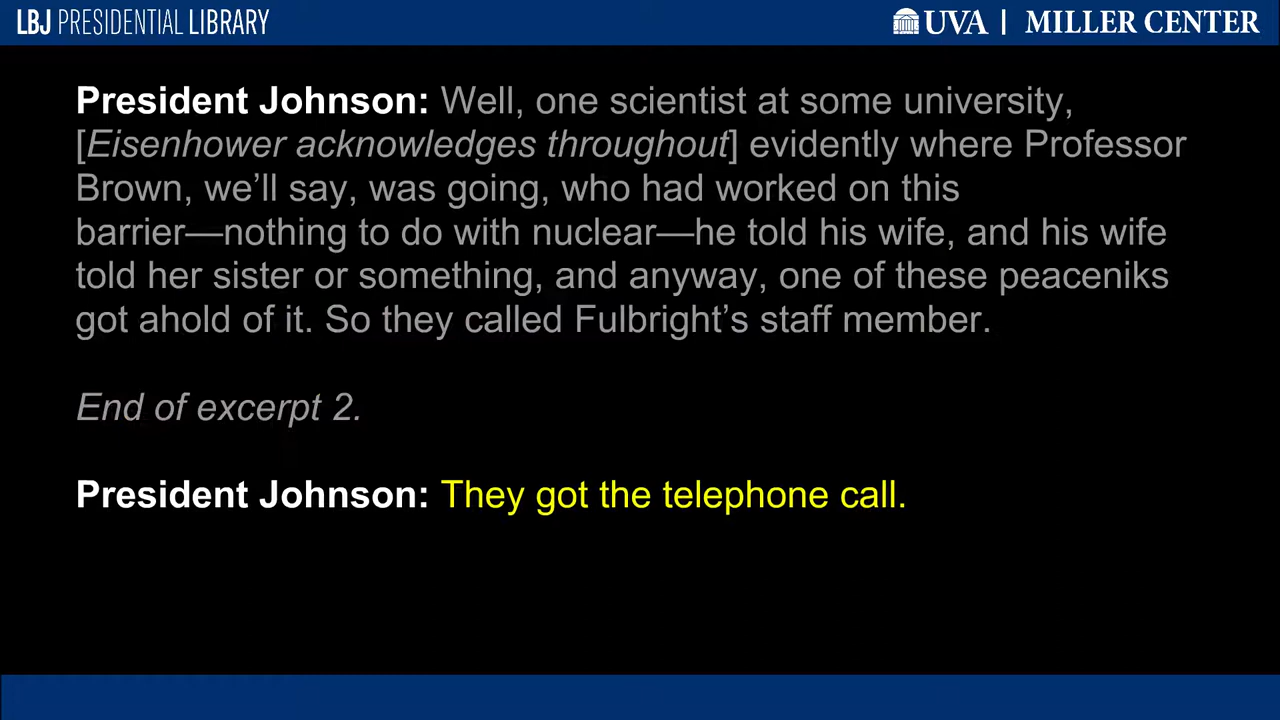 LBJ PRESIDENTIAL LIBRARY
UVA | MILLER CENTER
President Johnson: Well, one scientist at some university,
[Eisenhower acknowledges throughout] evidently where Professor
Brown, we’ll say, was going, who had worked on this
barrier—nothing to do with nuclear—he told his wife, and his wife
told her sister or something, and anyway, one of these peaceniks
got ahold of it. So they called Fulbright’s staff member.
End of excerpt 2.
President Johnson: They got the telephone call.